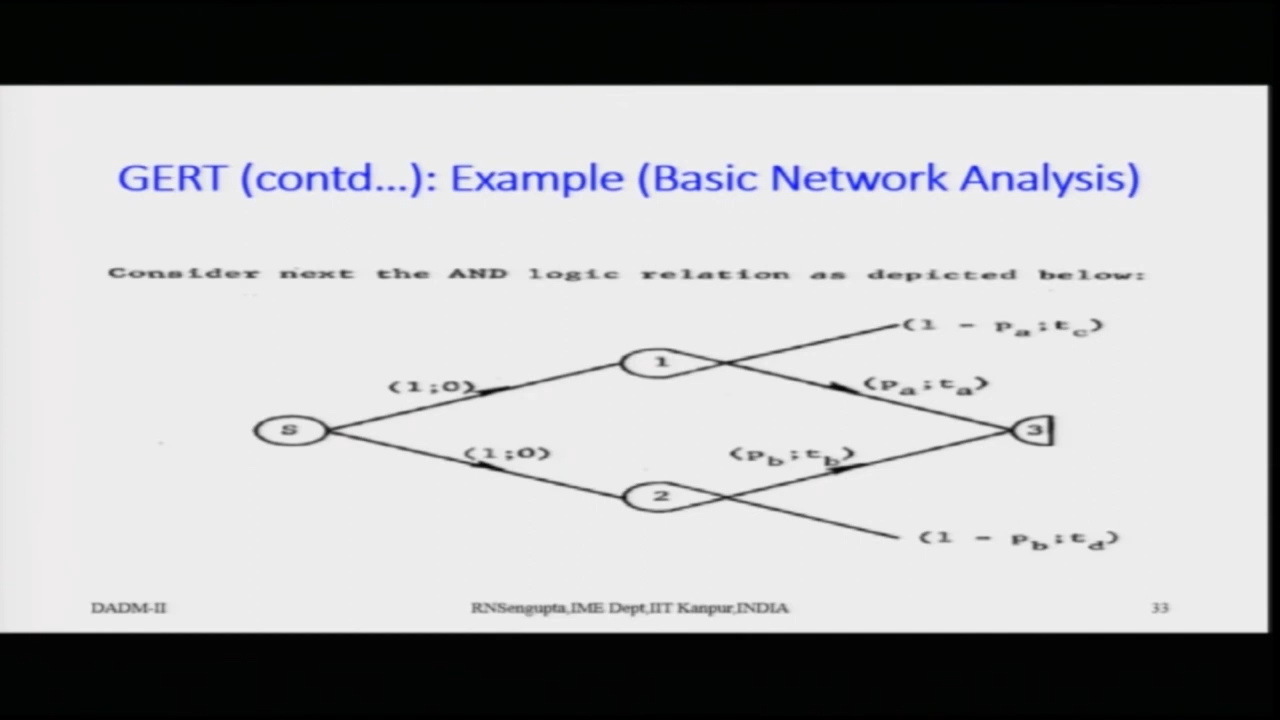 GERT (contd...): Example (Basic Network Analysis)
Consider next the AND logic relation as depicted below:
(1 - pa;tc)
1
(1;0)
(pa;ta)
S
3
(1;0)
(pb;tb)
2
(1 - pb;td)
DADM-II
RNSengupta,IME Dept,IIT Kanpur,INDIA
33